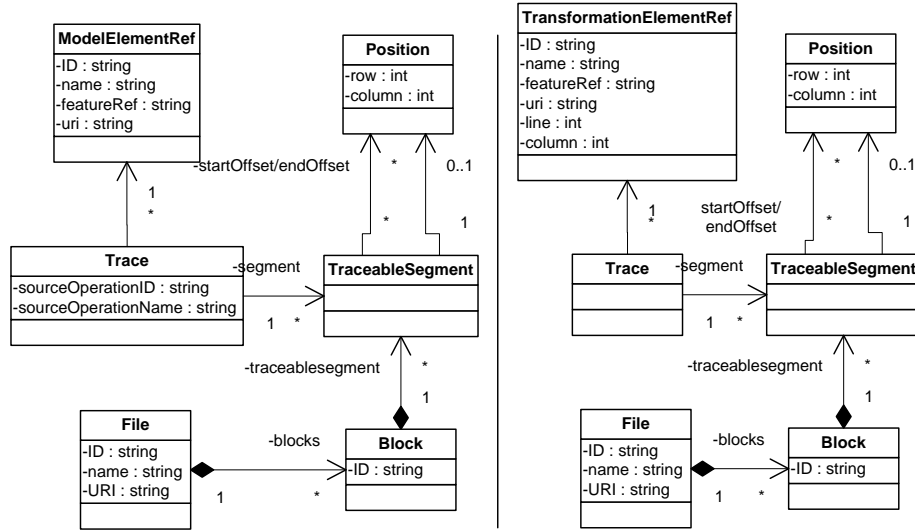 ModelElementRef
-ID : string
-name : string
-featureRef : string
-uri : string
Position
-row : int
-column : int
-startOffset/endOffset
*
0..1
1
*
*
1
Trace
-sourceOperationID : string
-sourceOperationName : string
-segment
1
*
TraceableSegment
-traceablesegment
*
1
File
-ID : string
-name : string
-URI : string
-blocks
1
*
Block
-ID : string
TransformationElementRef
-ID : string
-name : string
-featureRef : string
-uri : string
-line : int
-column : int
Position
-row : int
-column : int
*
0..1
1
*
startOffset/
endOffset
*
1
Trace
-segment
1
*
TraceableSegment
-traceablesegment
*
1
File
-ID : string
-name : string
-URI : string
-blocks
1
*
Block
-ID : string